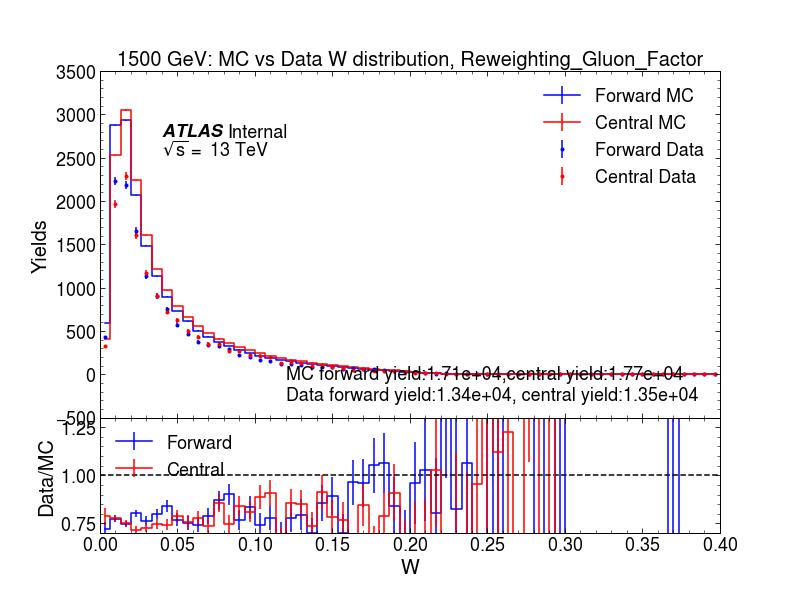 1500 GeV: MC vs Data W distribution, Reweighting_Gluon_Factor
3500
3000
2500
2000
1500
1000
500
0
−500
Yields
ATLAS Internal
√s = 13 TeV
Forward MC
Central MC
Forward Data
Central Data
MC forward yield:1.71e+04,central yield:1.77e+04
Data forward yield:1.34e+04, central yield:1.35e+04
1.25
1.00
0.75
Data/MC
Forward
Central
0.00 0.05 0.10 0.15 0.20 0.25 0.30 0.35 0.40
W